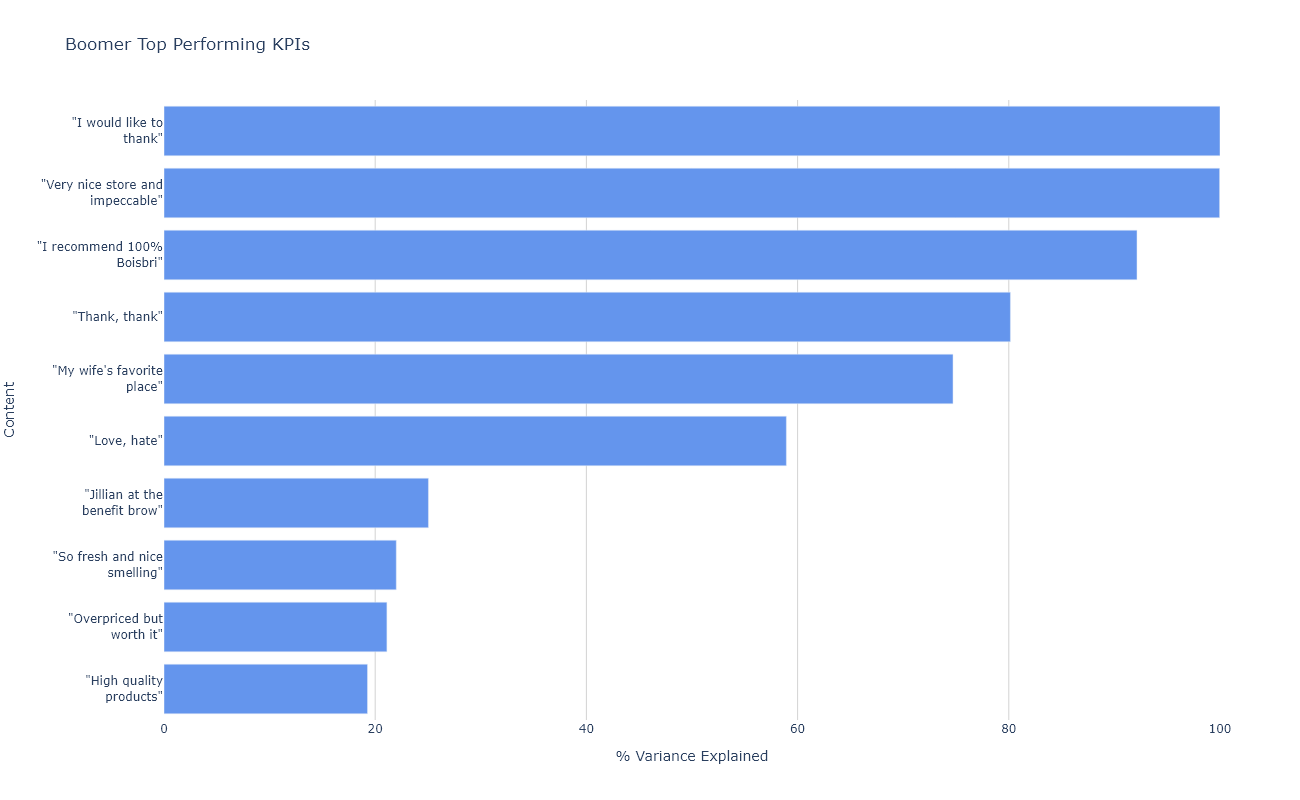 Boomer Top Performing KPIs
"I would like to
thank"
"Very nice store and
impeccable"
"I recommend 100%
Boisbri"
"Thank, thank"
"My wife's favorite
place"
"Love, hate"
"Jillian at the
benefit brow"
"So fresh and nice
smelling"
"Overpriced but
worth it"
"High quality
products"
Content
0
20
40
60
80
100
% Variance Explained